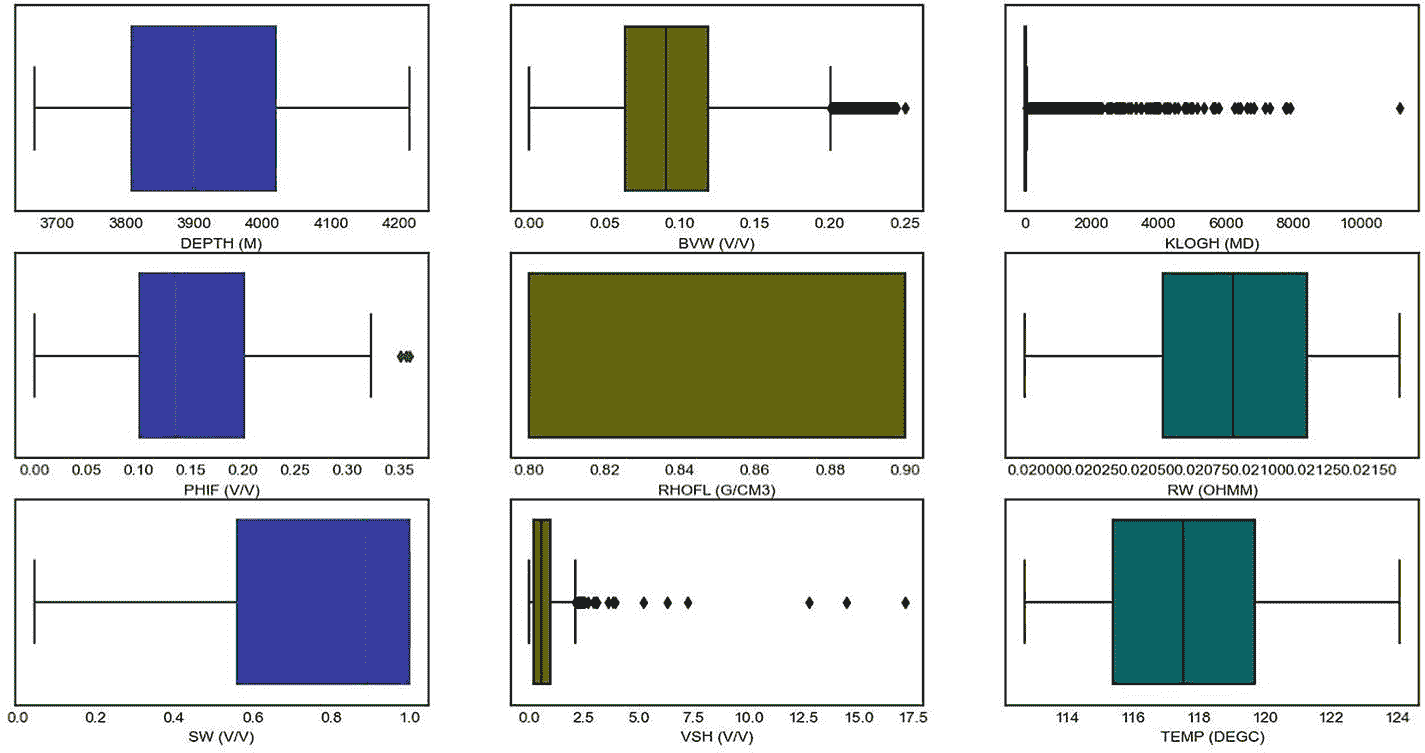 3700 3800 3900 4000 4100 4200
DEPTH (M)
0.00 0.05 0.10 0.15 0.20 0.25
BVW (V/V)
0 2000 4000 6000 8000 10000
KLOGH (MD)
0.00 0.05 0.10 0.15 0.20 0.25 0.30 0.35
PHIF (V/V)
0.80 0.82 0.84 0.86 0.88 0.90
RHOFL (G/CM3)
0.020000.020250.020500.020750.021000.021250.02150
RW (OHMM)
0.0 0.2 0.4 0.6 0.8 1.0
SW (V/V)
0.0 2.5 5.0 7.5 10.0 12.5 15.0 17.5
VSH (V/V)
114 116 118 120 122 124
TEMP (DEGC)